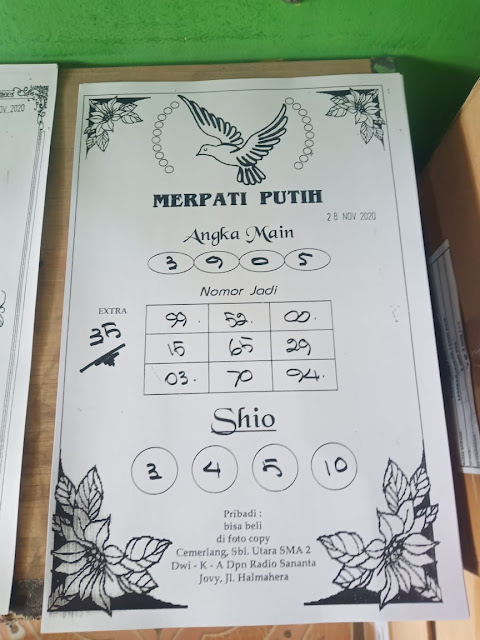 OV 2020
MERPATI PUTIH
28 NOV 2020
Angka Main
3 9 0 5
Nomor Jadi
EXTRA
35
99. 52. 00.
15 65 29
03. 70 94.
Shio
3 4 5 10
Pribadi :
bisa beli
di foto copy
Cemerlang, Sbl. Utara SMA 2
Dwi - K - A Dpn Radio Sananta
Jovy, Jl. Halmahera